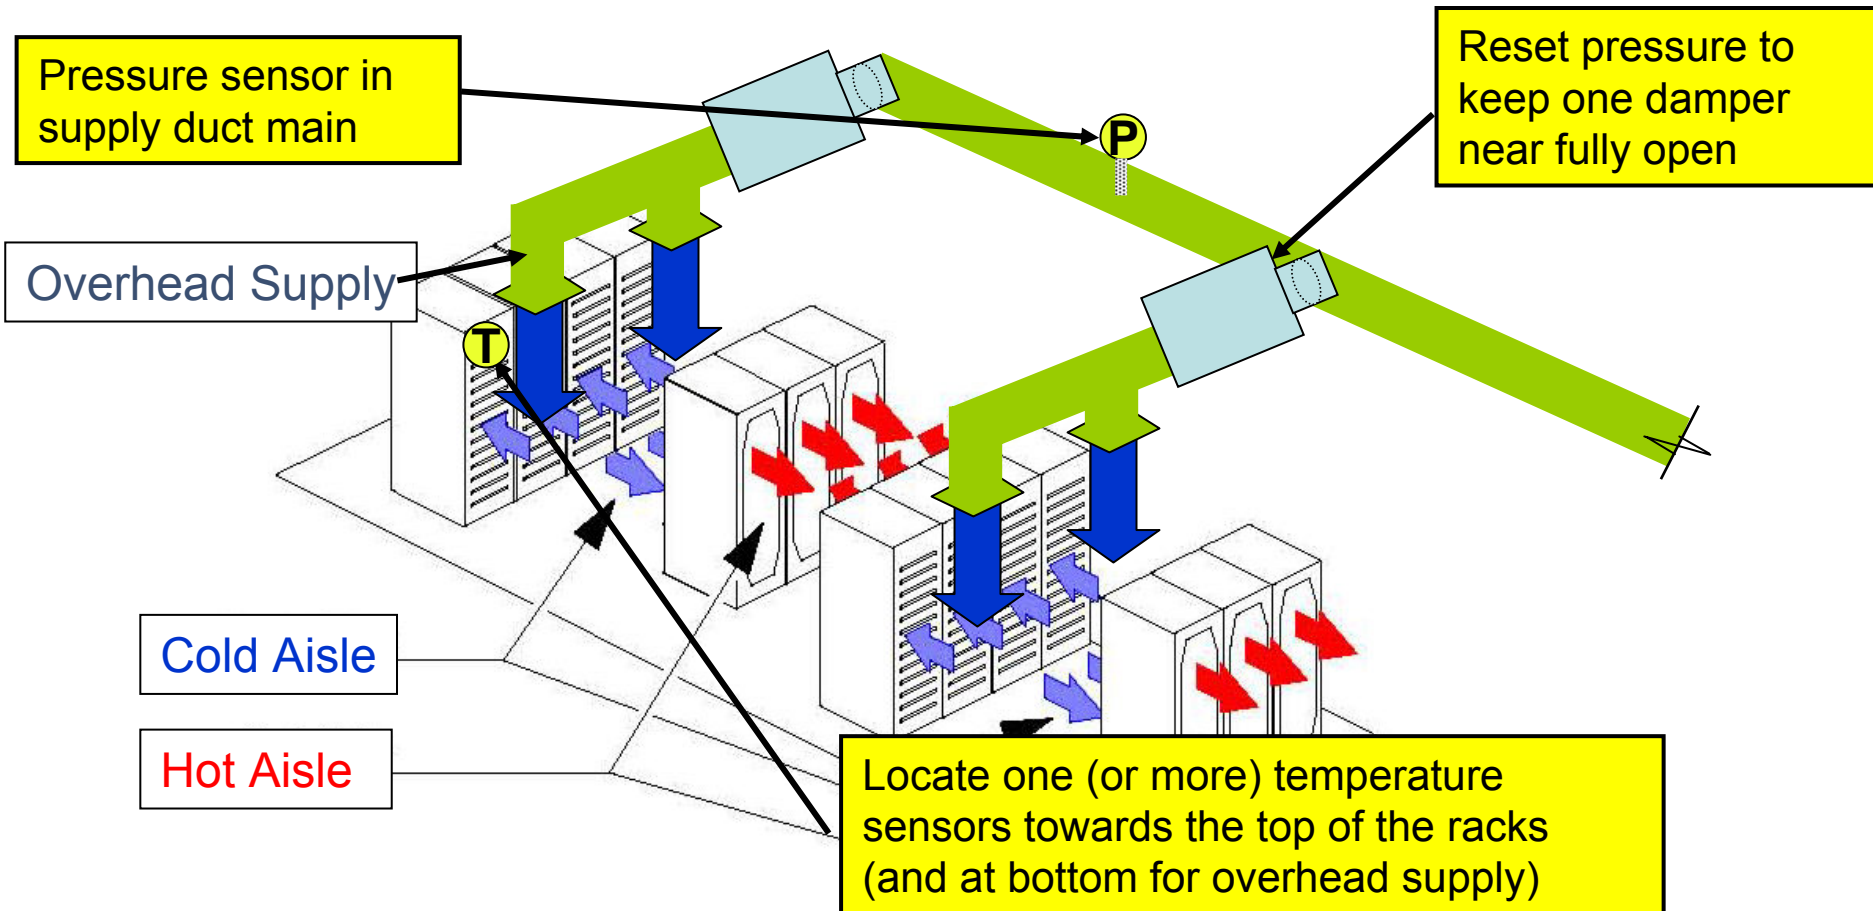 Pressure sensor in
supply duct main
Reset pressure to
keep one damper
near fully open
P
Overhead Supply
T
Cold Aisle
Hot Aisle
Locate one (or more) temperature
sensors towards the top of the racks
(and at bottom for overhead supply)